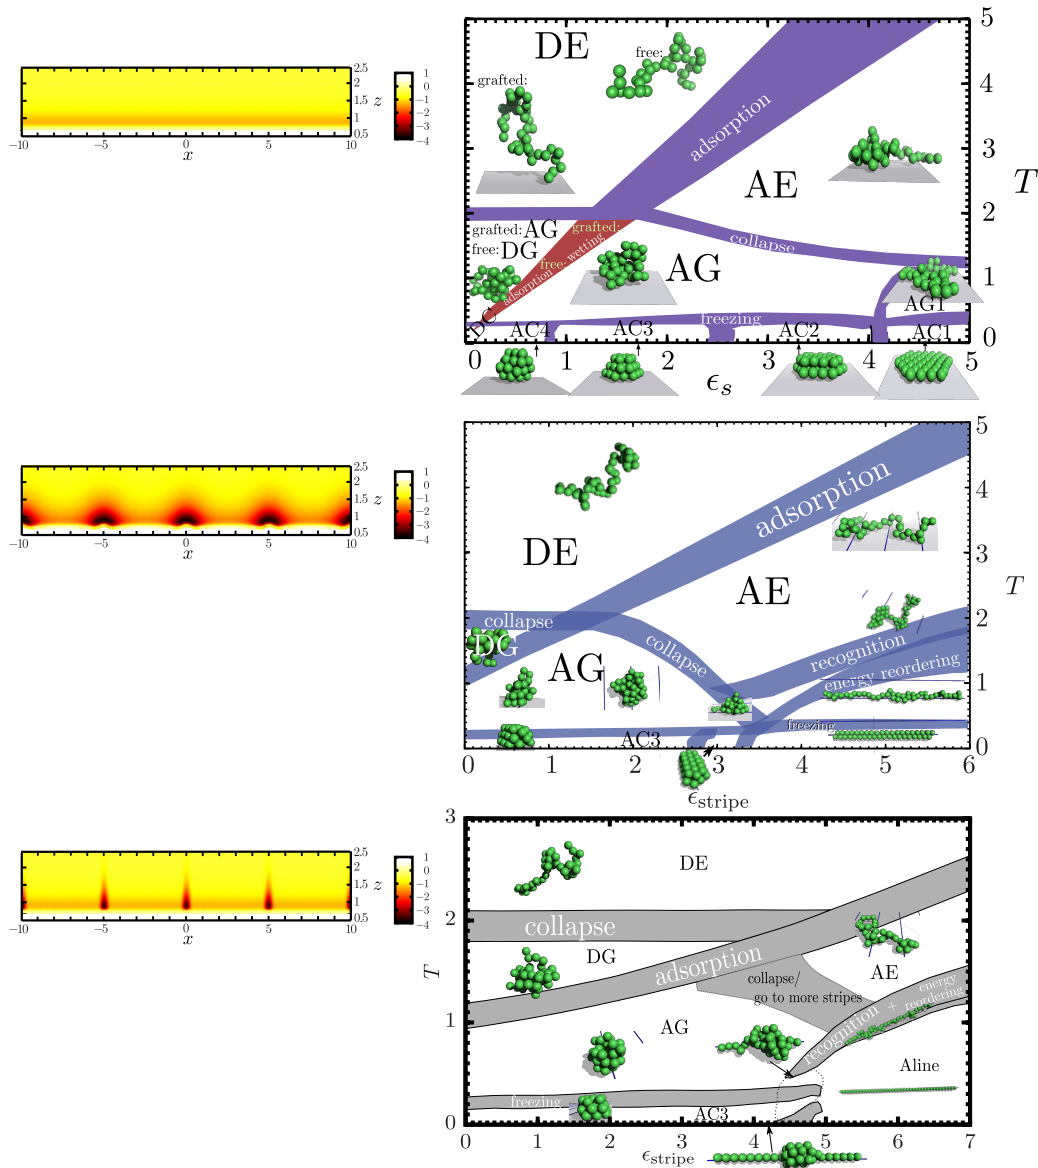 1
0
−1
−2
−3
−4
2.5
2
1.5
1
0.5
z
−10
−5
0
5
10
x
5
4
3
2
1
0
T
DE
free:
grafted:
adsorption
AE
grafted: AG
free: DG
grafted:
wetting
free:
adsorption
collapse
AG
AG1
DC
AC4
AC3
freezing
AC2
AC1
0
1
2
3
4
5
ϵs
1
0
−1
−2
−3
−4
2.5
2
1.5
1
0.5
z
−10
−5
0
5
10
x
5
4
3
2
1
0
T
adsorption
DE
AE
collapse
DG
AG
collapse
recognition
energy reordering
freezing
AC3
0
1
2
3
4
5
6
ϵstripe
1
0
−1
−2
−3
−4
2.5
2
1.5
1
0.5
z
−10
−5
0
5
10
x
3
2
1
0
T
DE
collapse
DG
adsorption
AE
collapse/
go to more stripes
recognition + energy
reordering
AG
Aline
freezing
AC3
0
1
2
3
4
5
6
7
ϵstripe